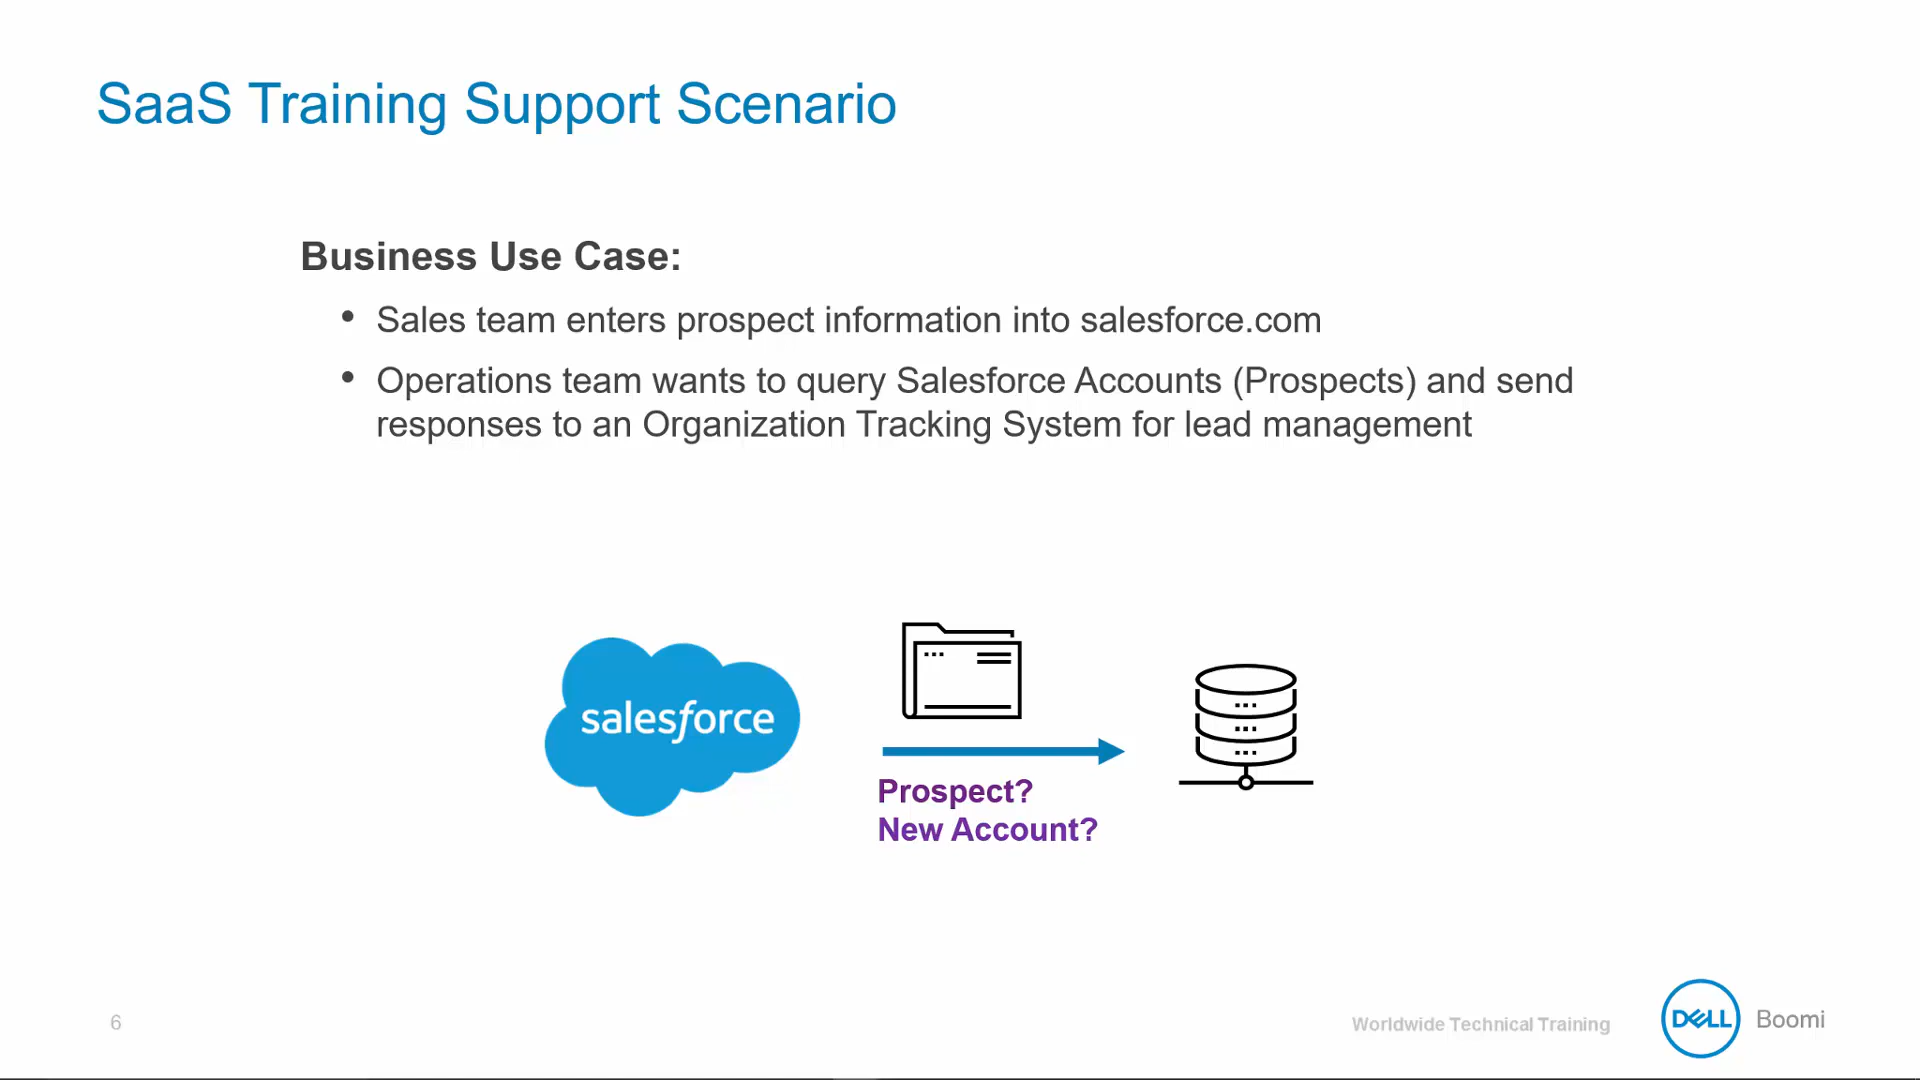 SaaS Training Support Scenario
Business Use Case:
• Sales team enters prospect information into salesforce.com
• Operations team wants to query Salesforce Accounts (Prospects) and send
responses to an Organization Tracking System for lead management
salesforce
Prospect?
New Account?
6
Worldwide Technical Training
DELL Boomi